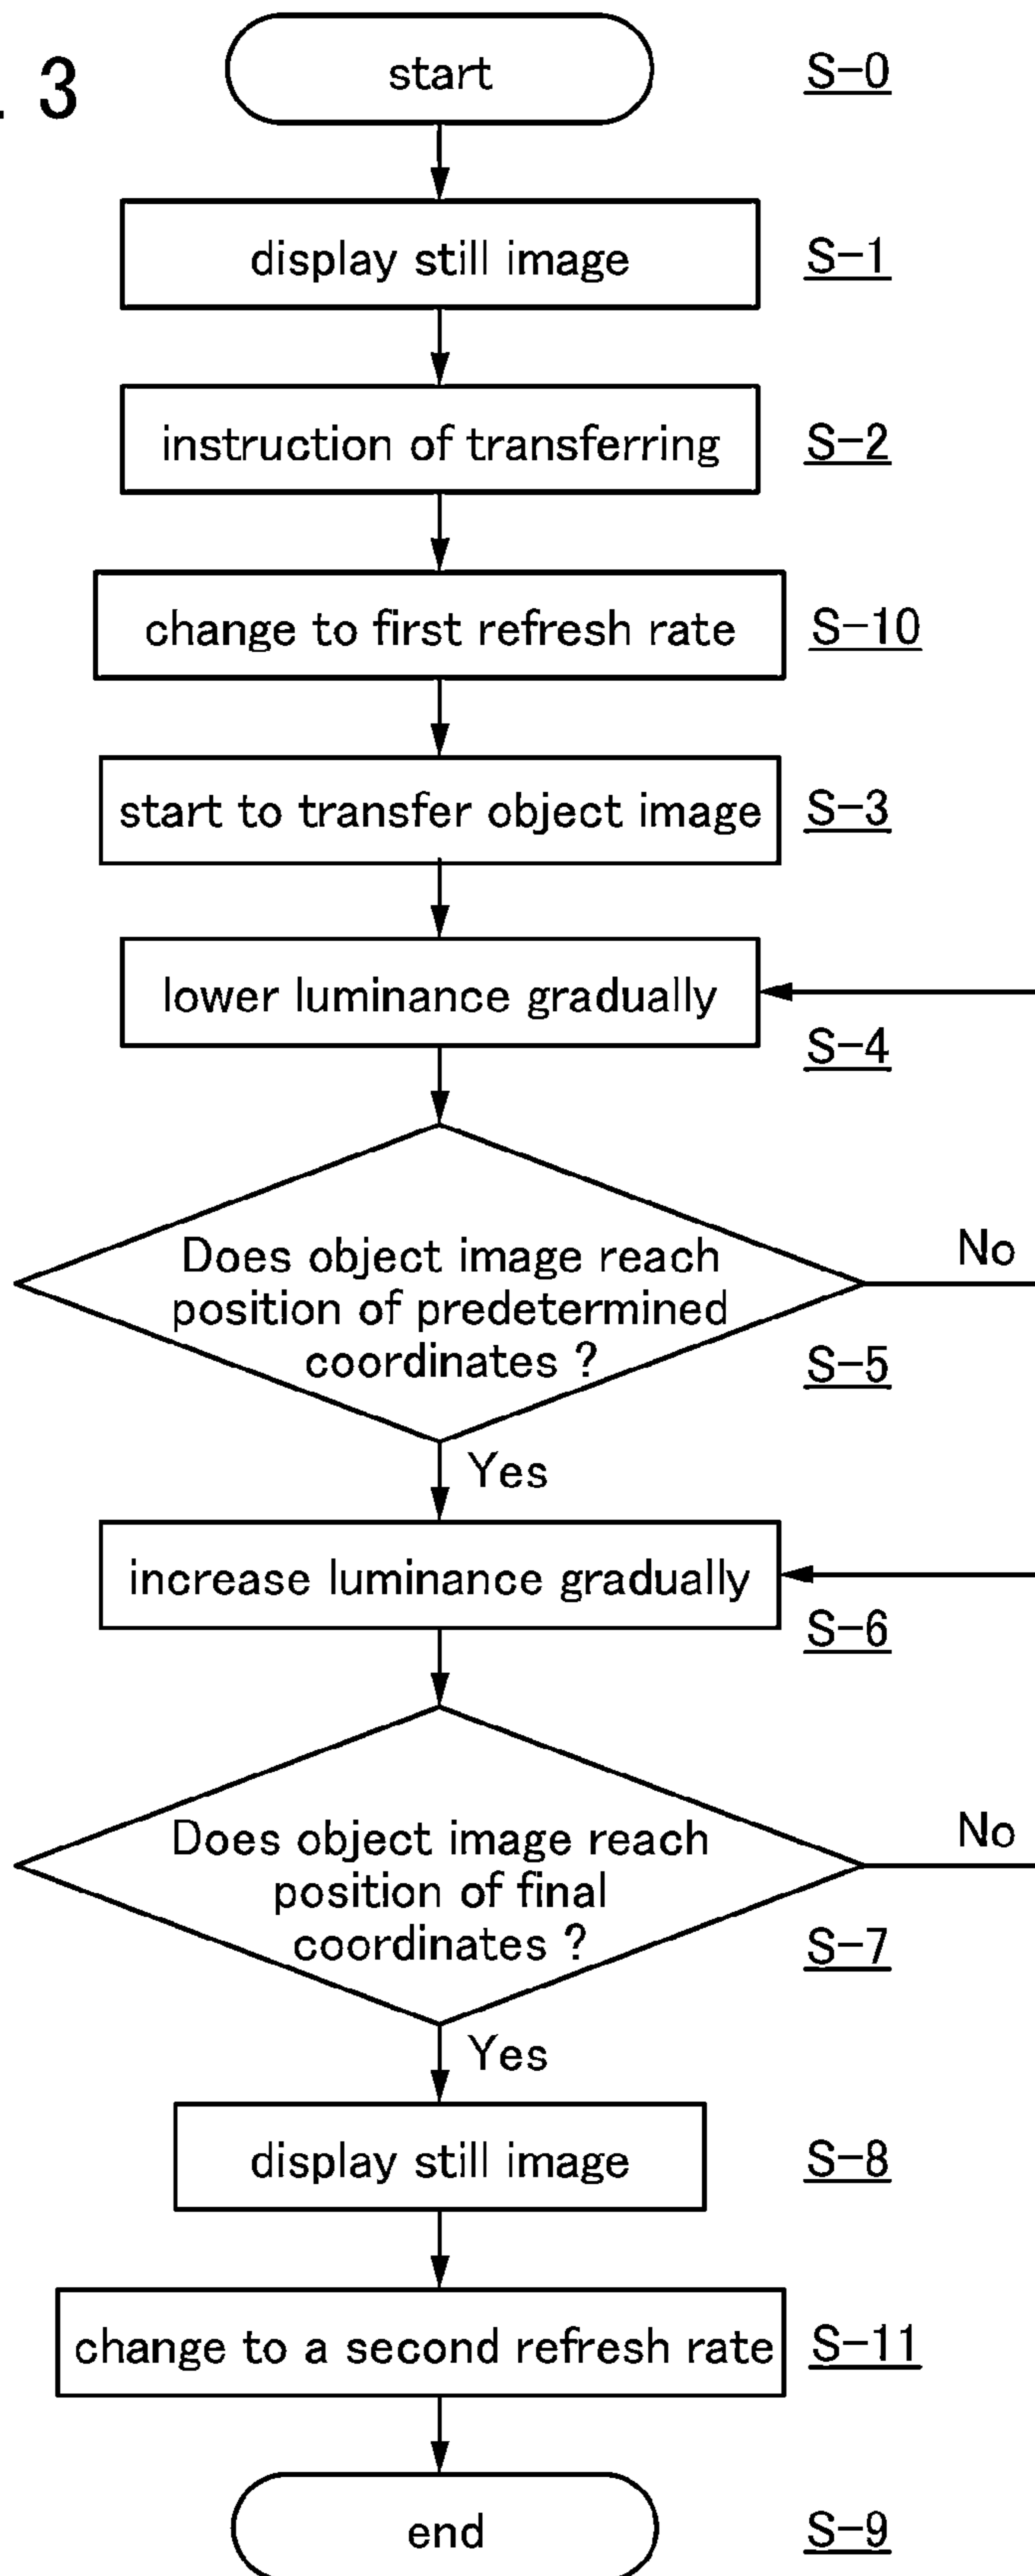 . 3
start
S-0
display still image
S-1
instruction of transferring
S-2
change to first refresh rate
S-10
start to transfer object image
S-3
lower luminance gradually
S-4
Does object image reach
position of predetermined
coordinates ?
No
S-5
Yes
increase luminance gradually
S-6
Does object image reach
position of final
coordinates ?
No
S-7
Yes
display still image
S-8
change to a second refresh rate
S-11
end
S-9